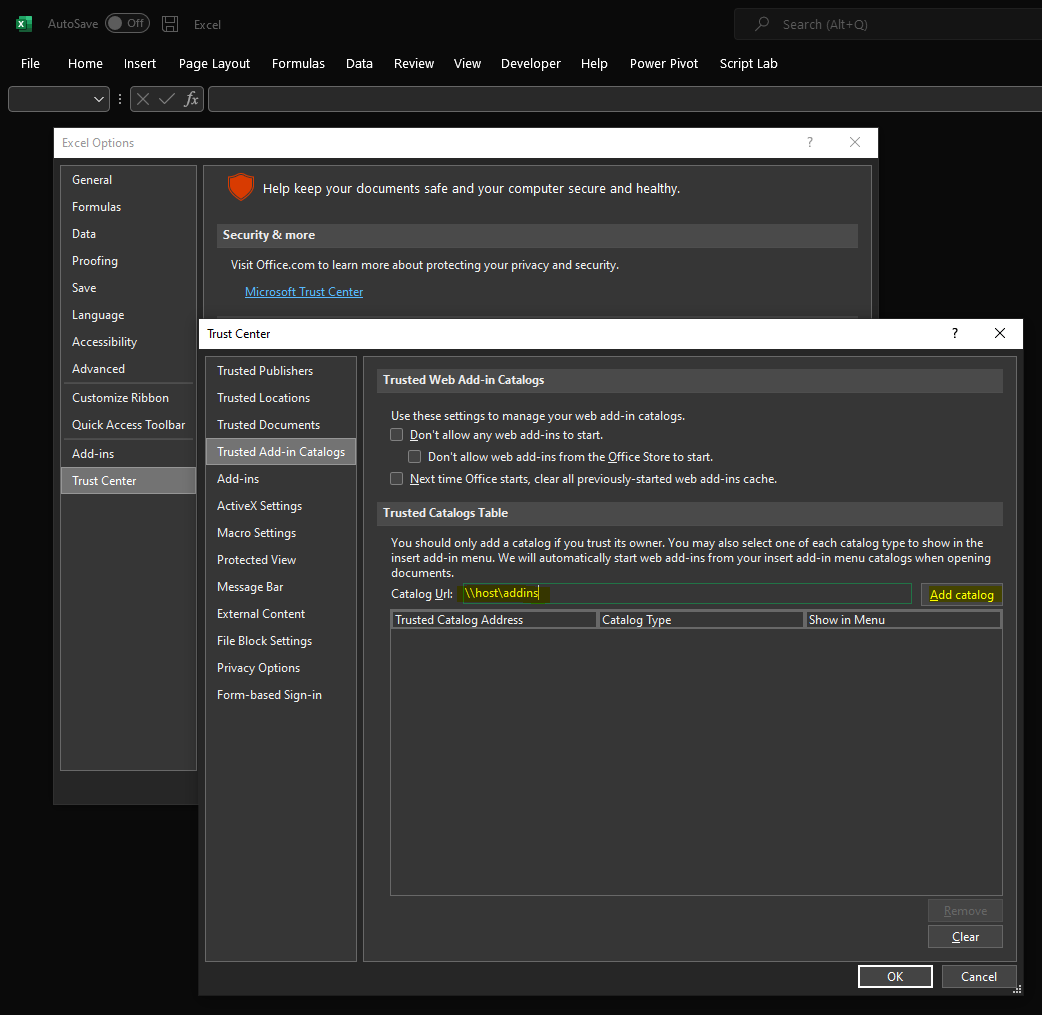 AutoSave Off Excel Search (Alt+Q)
File Home Insert Page Layout Formulas Data Review View Developer Help Power Pivot Script Lab
fx
Excel Options ?
General
Formulas
Data
Proofing
Save
Language
Accessibility
Advanced
Customize Ribbon
Quick Access Toolbar
Add-ins
Trust Center
Help keep your documents safe and your computer secure and healthy.
Security & more
Visit Office.com to learn more about protecting your privacy and security.
Microsoft Trust Center
Trust Center ?
Trusted Publishers
Trusted Locations
Trusted Documents
Trusted Add-in Catalogs
Add-ins
ActiveX Settings
Macro Settings
Protected View
Message Bar
External Content
File Block Settings
Privacy Options
Form-based Sign-in
Trusted Web Add-in Catalogs
Use these settings to manage your web add-in catalogs.
Don't allow any web add-ins to start.
Don't allow web add-ins from the Office Store to start.
Next time Office starts, clear all previously-started web add-ins cache.
Trusted Catalogs Table
You should only add a catalog if you trust its owner. You may also select one of each catalog type to show in the
insert add-in menu. We will automatically start web add-ins from your insert add-in menu catalogs when opening
documents.
Catalog Url: \\host\addins Add catalog
Trusted Catalog Address Catalog Type Show in Menu
Remove
Clear
OK Cancel